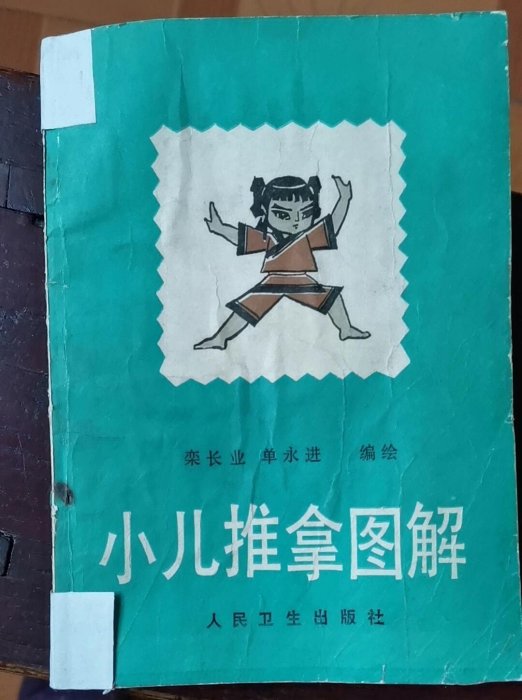 栾长业 单永进 编绘
小儿推拿图解
人民卫生出版社